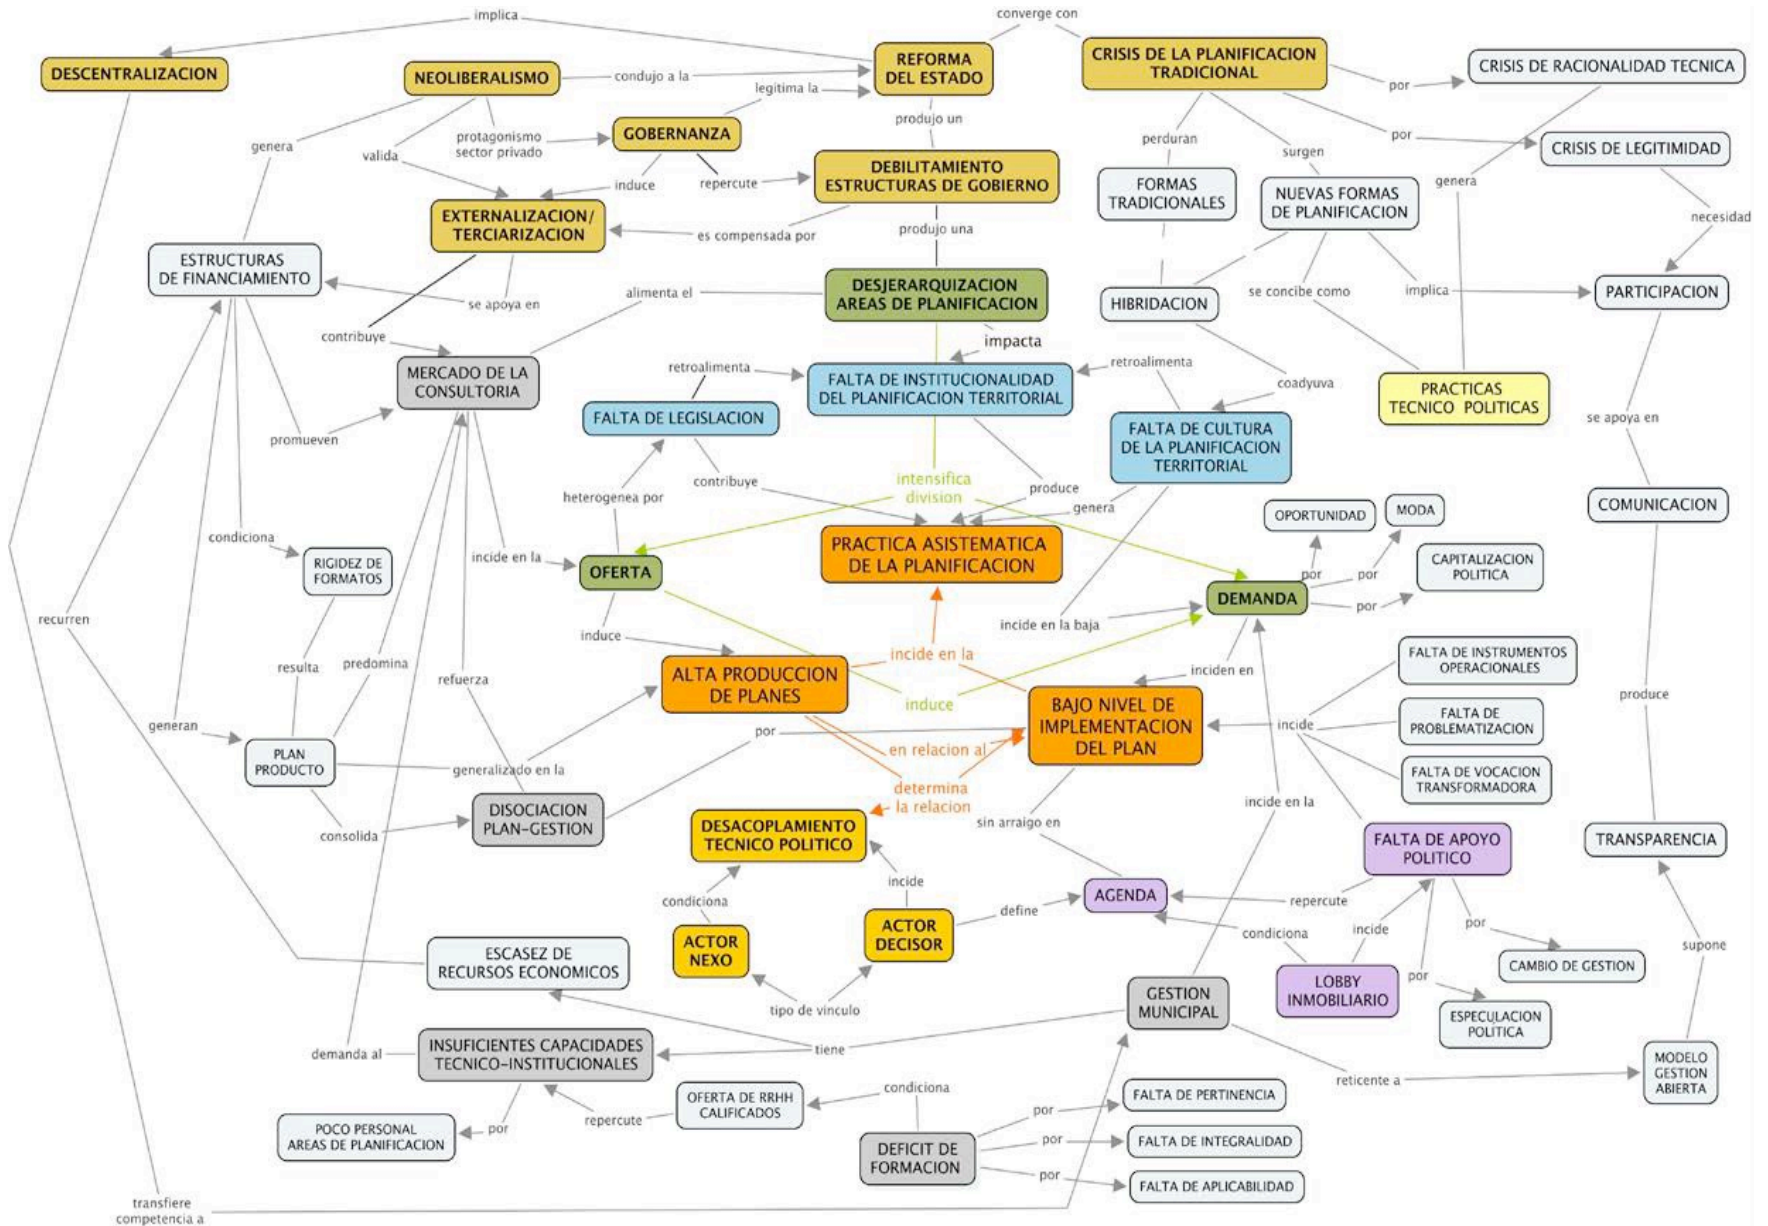 implica
converge con
DESCENTRALIZACION
NEOLIBERALISMO
condujo a la
REFORMA
DEL ESTADO
CRISIS DE LA PLANIFICACION
TRADICIONAL
por
CRISIS DE RACIONALIDAD TECNICA
legitima la
genera
valida
protagonismo
sector privado
GOBERNANZA
produjo un
perduran
surgen
por
CRISIS DE LEGITIMIDAD
induce
repercute
DEBILITAMIENTO
ESTRUCTURAS DE GOBIERNO
FORMAS
TRADICIONALES
NUEVAS FORMAS
DE PLANIFICACION
genera
necesidad
EXTERNALIZACION/
TERCIARIZACION
es compensada por
produjo una
ESTRUCTURAS
DE FINANCIAMIENTO
se apoya en
alimenta el
DESJERARQUIZACION
AREAS DE PLANIFICACION
HIBRIDACION
se concibe como
implica
PARTICIPACION
contribuye
impacta
MERCADO DE LA
CONSULTORIA
retroalimenta
FALTA DE INSTITUCIONALIDAD
DEL PLANIFICACION TERRITORIAL
retroalimenta
coadyuva
PRACTICAS
TECNICO POLITICAS
promueven
FALTA DE LEGISLACION
FALTA DE CULTURA
DE LA PLANIFICACION
TERRITORIAL
se apoya en
heterogenea por
contribuye
intensifica
division
produce
genera
OPORTUNIDAD
MODA
COMUNICACION
condiciona
RIGIDEZ DE
FORMATOS
incide en la
OFERTA
PRACTICA ASISTEMATICA
DE LA PLANIFICACION
por
por
CAPITALIZACION
POLITICA
DEMANDA
por
recurren
induce
incide en la baja
resulta
predomina
refuerza
ALTA PRODUCCION
DE PLANES
incide en la
inciden en
FALTA DE INSTRUMENTOS
OPERACIONALES
produce
generan
induce
BAJO NIVEL DE
IMPLEMENTACION
DEL PLAN
incide
FALTA DE
PROBLEMATIZACION
PLAN
PRODUCTO
generalizado en la
por
en relacion al
FALTA DE VOCACION
TRANSFORMADORA
consolida
DISOCIACION
PLAN-GESTION
determina
la relacion
incide en la
DESACOPLAMIENTO
TECNICO POLITICO
sin arraigo en
FALTA DE APOYO
POLITICO
TRANSPARENCIA
condiciona
incide
AGENDA
repercute
ACTOR
NEXO
ACTOR
DECISOR
define
condiciona
incide
por
supone
ESCASEZ DE
RECURSOS ECONOMICOS
tipo de vinculo
GESTION
MUNICIPAL
LOBBY
INMOBILIARIO
por
CAMBIO DE GESTION
ESPECULACION
POLITICA
demanda al
INSUFICIENTES CAPACIDADES
TECNICO-INSTITUCIONALES
tiene
reticente a
MODELO
GESTION
ABIERTA
POCO PERSONAL
AREAS DE PLANIFICACION
por
repercute
OFERTA DE RRHH
CALIFICADOS
condiciona
por
FALTA DE PERTINENCIA
DEFICIT DE
FORMACION
por
FALTA DE INTEGRALIDAD
por
FALTA DE APLICABILIDAD
transfiere
competencia a